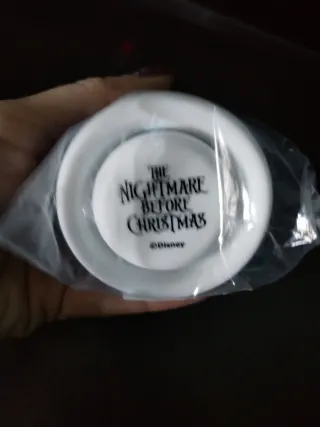 THE
NIGHTMARE
BEFORE
CHRISTMAS
©Disney